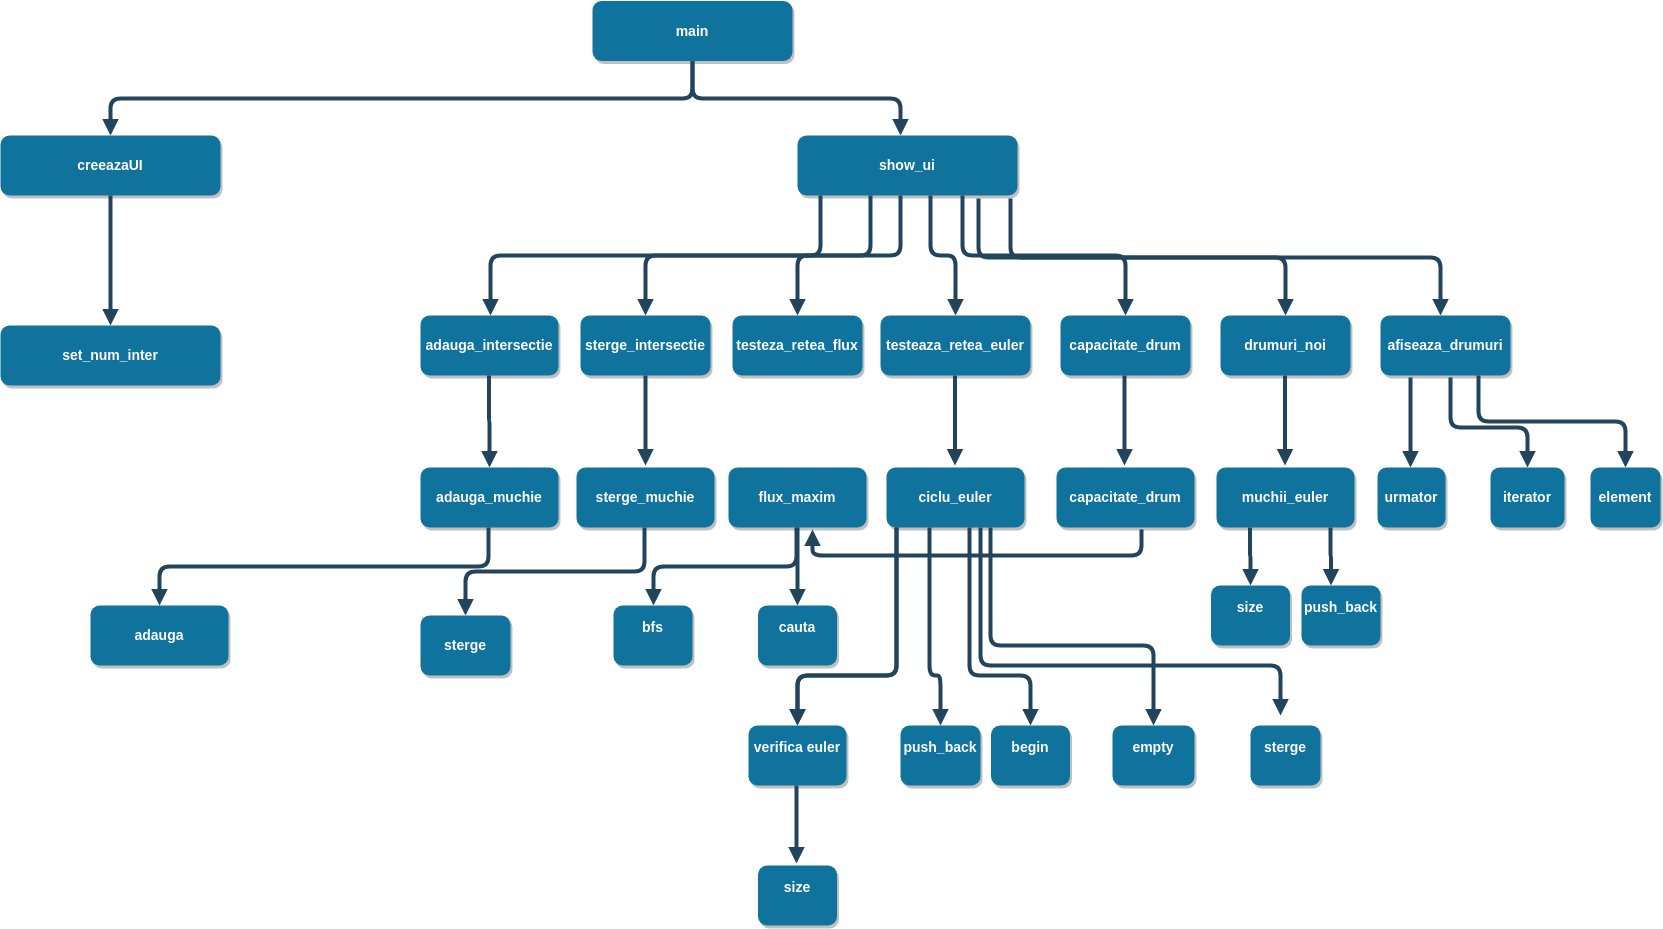 main
creeazaUI
show_ui
set_num_inter
adauga_intersectie
sterge_intersectie
testeza_retea_flux
testeaza_retea_euler
capacitate_drum
drumuri_noi
afiseaza_drumuri
adauga_muchie
sterge_muchie
flux_maxim
ciclu_euler
capacitate_drum
muchii_euler
urmator
iterator
element
adauga
sterge
bfs
cauta
size
push_back
verifica euler
push_back
begin
empty
sterge
size